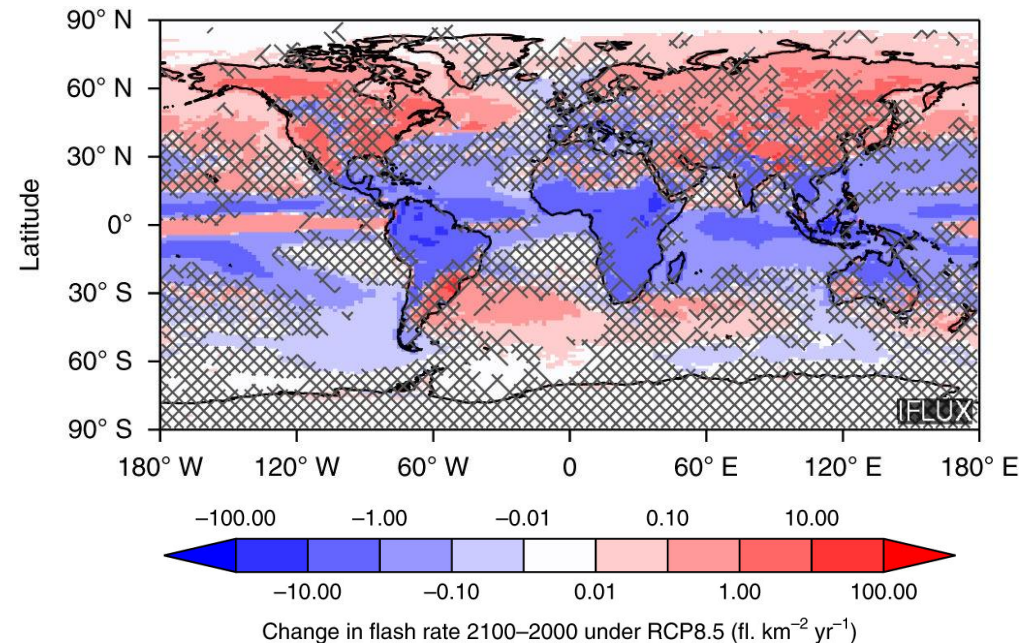 90° N
60° N
30° N
0°
30° S
60° S
90° S
Latitude
IFLUX
180° W 120° W 60° W 0 60° E 120° E 180° E
–100.00 –1.00 –0.01 0.10 10.00
–10.00 –0.10 0.01 1.00 100.00
Change in flash rate 2100–2000 under RCP8.5 (fl. km⁻² yr⁻¹)